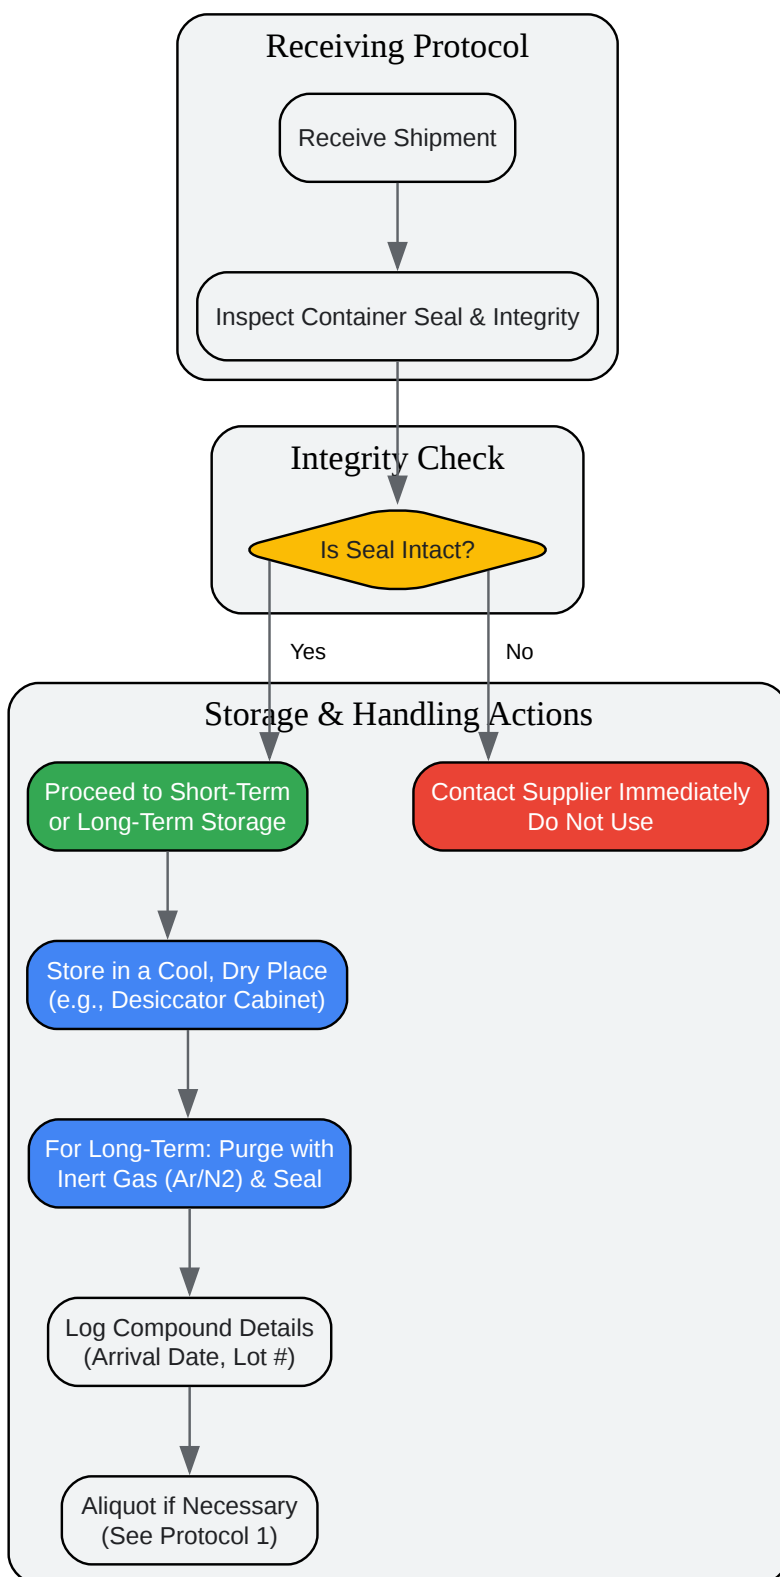 Receiving Protocol
Receive Shipment
Inspect Container Seal & Integrity
Integrity Check
Is Seal Intact?
Yes
No
Storage & Handling Actions
Proceed to Short-Term
or Long-Term Storage
Contact Supplier Immediately
Do Not Use
Store in a Cool, Dry Place
(e.g., Desiccator Cabinet)
For Long-Term: Purge with
Inert Gas (Ar/N2) & Seal
Log Compound Details
(Arrival Date, Lot #)
Aliquot if Necessary
(See Protocol 1)